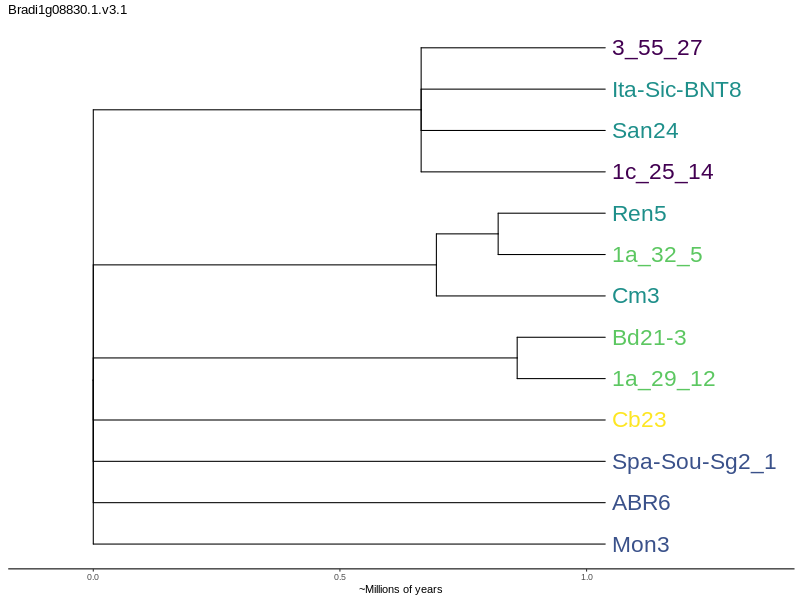 Bradi1g08830.1.v3.1
3_55_27
Ita-Sic-BNT8
San24
1c_25_14
Ren5
1a_32_5
Cm3
Bd21-3
1a_29_12
Cb23
Spa-Sou-Sg2_1
ABR6
Mon3
0.0 0.5 1.0
~Millions of years